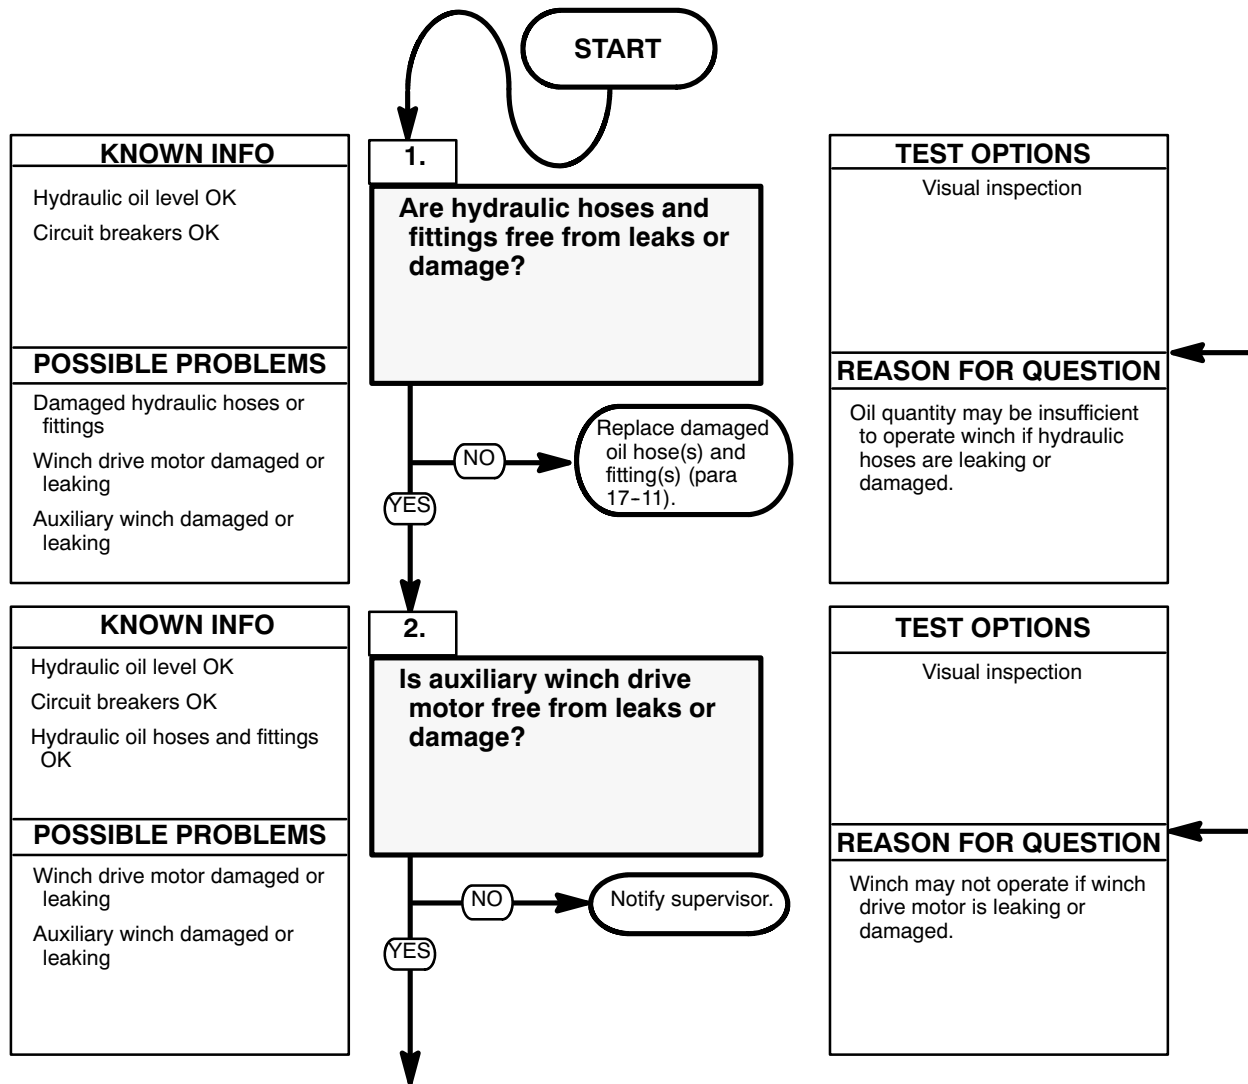 START
KNOWN INFO
Hydraulic oil level OK
Circuit breakers OK
POSSIBLE PROBLEMS
Damaged hydraulic hoses or
fittings
Winch drive motor damaged or
leaking
Auxiliary winch damaged or
leaking
1.
Are hydraulic hoses and
fittings free from leaks or
damage?
NO
Replace damaged
oil hose(s) and
fitting(s) (para
17-11).
YES
TEST OPTIONS
Visual inspection
REASON FOR QUESTION
Oil quantity may be insufficient
to operate winch if hydraulic
hoses are leaking or
damaged.
KNOWN INFO
Hydraulic oil level OK
Circuit breakers OK
Hydraulic oil hoses and fittings
OK
POSSIBLE PROBLEMS
Winch drive motor damaged or
leaking
Auxiliary winch damaged or
leaking
2.
Is auxiliary winch drive
motor free from leaks or
damage?
NO
Notify supervisor.
YES
TEST OPTIONS
Visual inspection
REASON FOR QUESTION
Winch may not operate if winch
drive motor is leaking or
damaged.